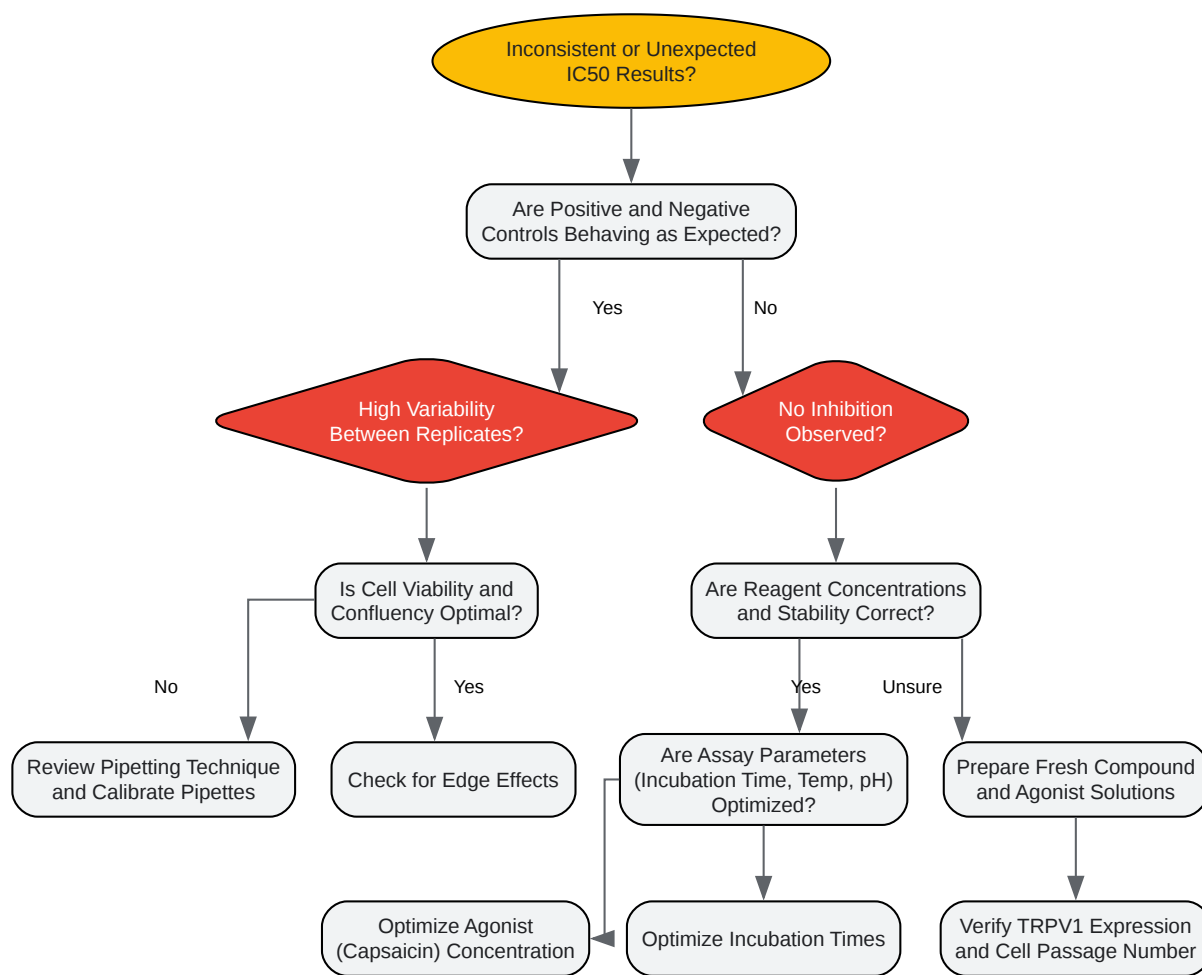 Inconsistent or Unexpected
IC50 Results?
Are Positive and Negative
Controls Behaving as Expected?
Yes
No
High Variability
Between Replicates?
No Inhibition
Observed?
Is Cell Viability and
Confluency Optimal?
Are Reagent Concentrations
and Stability Correct?
No
Yes
Yes
Unsure
Review Pipetting Technique
and Calibrate Pipettes
Check for Edge Effects
Are Assay Parameters
(Incubation Time, Temp, pH)
Optimized?
Prepare Fresh Compound
and Agonist Solutions
Optimize Agonist
(Capsaicin) Concentration
Optimize Incubation Times
Verify TRPV1 Expression
and Cell Passage Number